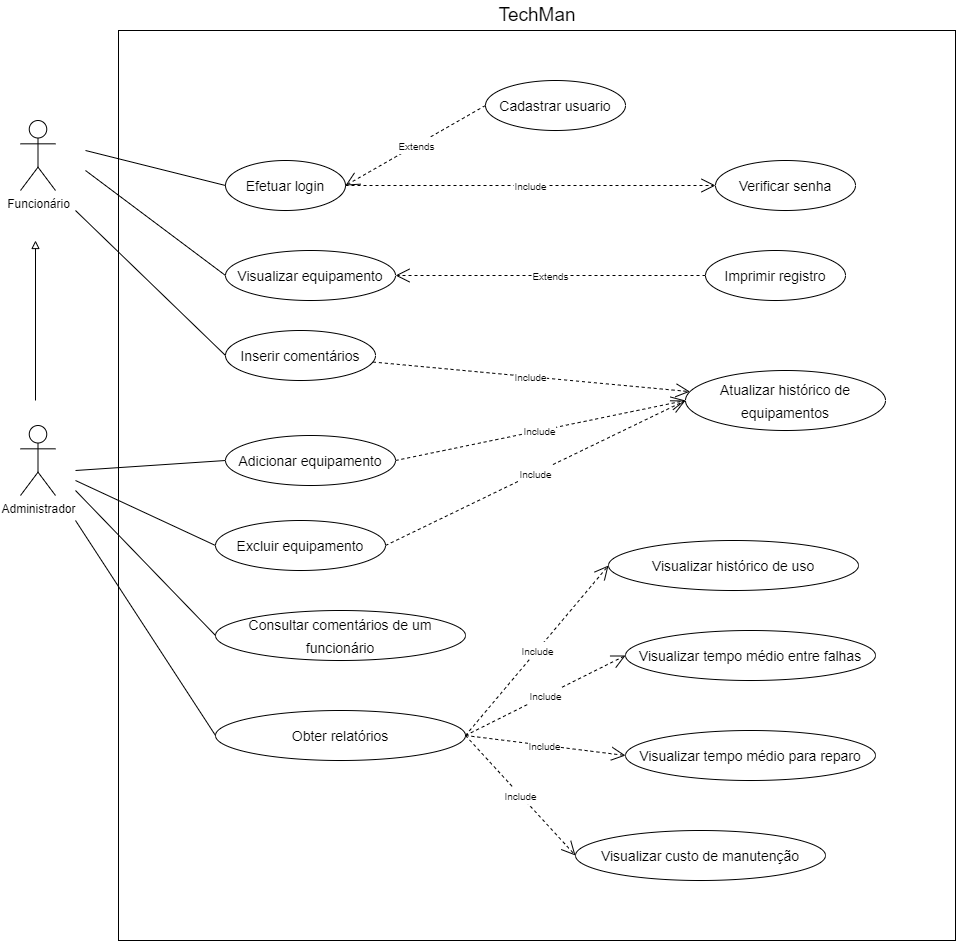 TechMan
Cadastrar usuario
Extends
Funcionário
Efetuar login
Include
Verificar senha
Visualizar equipamento
Extends
Imprimir registro
Inserir comentários
Include
Atualizar histórico de
equipamentos
Administrador
Adicionar equipamento
Include
Include
Excluir equipamento
Visualizar histórico de uso
Consultar comentários de um
funcionário
Include
Visualizar tempo médio entre falhas
Include
Obter relatórios
Include
Visualizar tempo médio para reparo
Include
Visualizar custo de manutenção